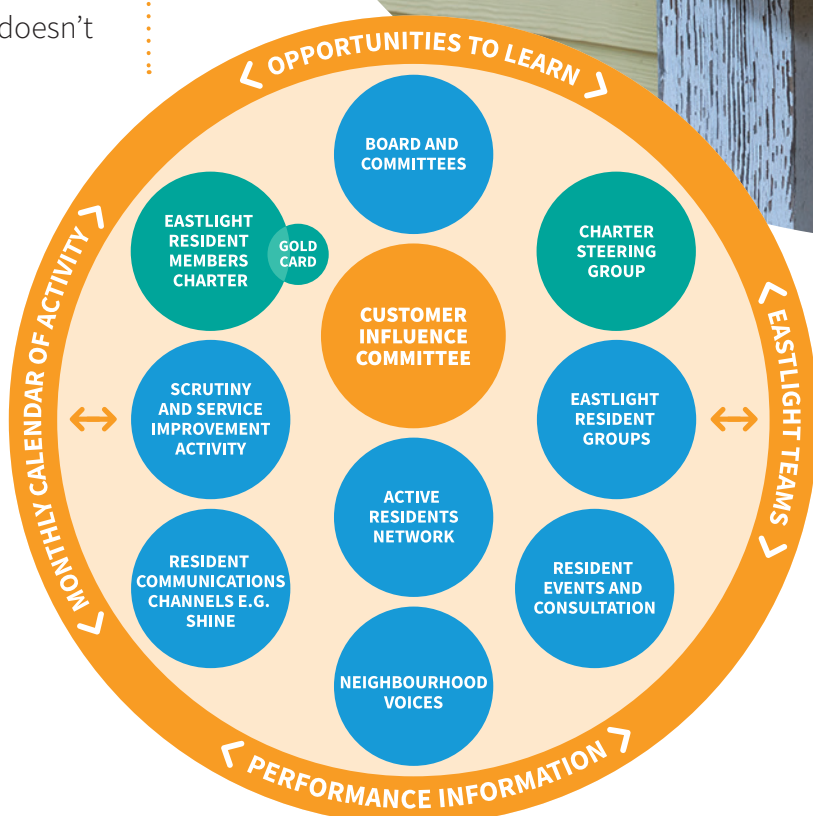 doesn’t
OPPORTUNITIES TO LEARN
BOARD AND
COMMITTEES
EASTLIGHT
RESIDENT
MEMBERS
CHARTER
GOLD
CARD
CHARTER
STEERING
GROUP
CUSTOMER
INFLUENCE
COMMITTEE
MONTHLY CALENDAR OF ACTIVITY
EASTLIGHT TEAMS
SCRUTINY
AND SERVICE
IMPROVEMENT
ACTIVITY
EASTLIGHT
RESIDENT
GROUPS
ACTIVE
RESIDENTS
NETWORK
RESIDENT
COMMUNICATIONS
CHANNELS E.G.
SHINE
RESIDENT
EVENTS AND
CONSULTATION
NEIGHBOURHOOD
VOICES
PERFORMANCE INFORMATION